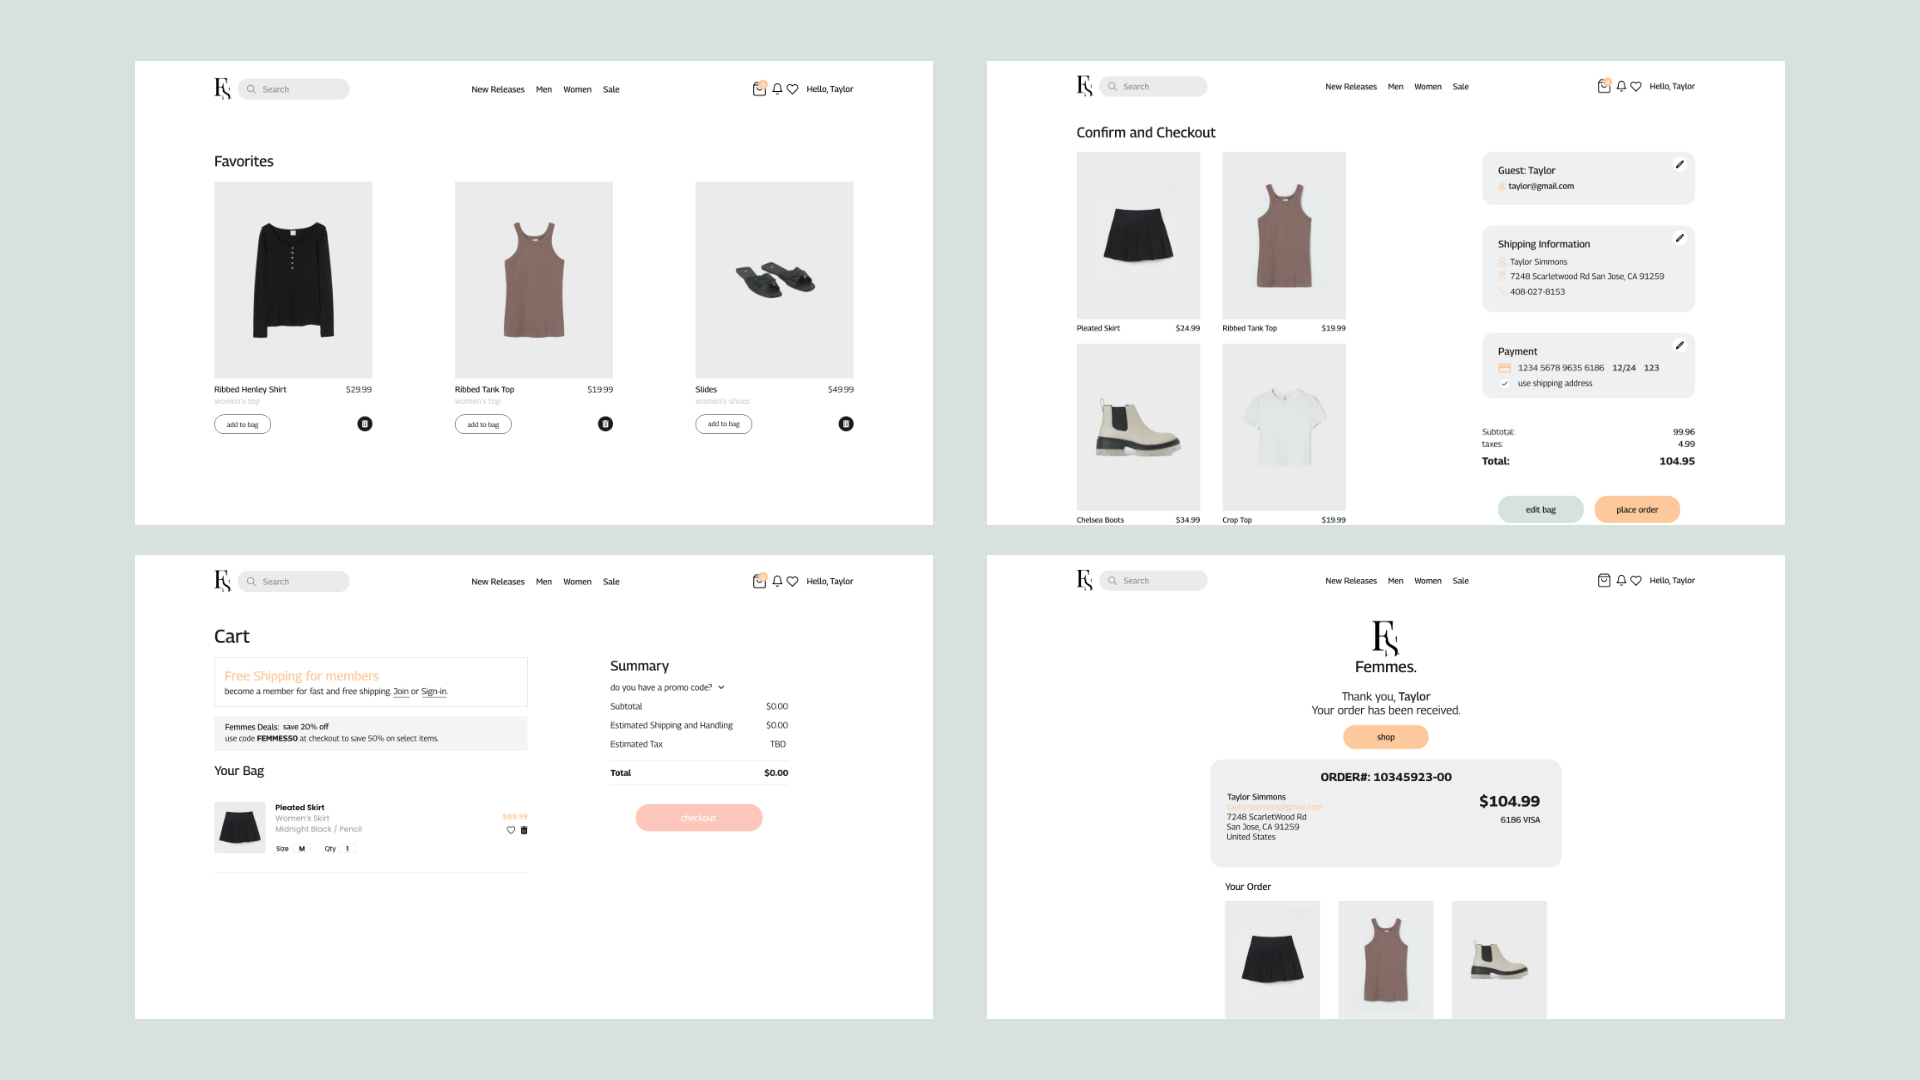 FS
Search
New Releases Men Women Sale
Hello, Taylor
Favorites
Ribbed Henley Shirt $29.99
women's top
add to bag
Ribbed Tank Top $19.99
women's top
add to bag
Slides $49.99
women's shoes
add to bag
FS
Search
New Releases Men Women Sale
Hello, Taylor
Confirm and Checkout
Pleated Skirt $24.99
Ribbed Tank Top $19.99
Chelsea Boots $34.99
Crop Top $19.99
Guest: Taylor
taylor@gmail.com
Shipping Information
Taylor Simmons
7248 Scarletwood Rd San Jose, CA 91259
408-027-8153
Payment
1234 5678 9635 6186 12/24 123
use shipping address
Subtotal: 99.96
taxes: 4.99
Total: 104.95
edit bag
place order
FS
Search
New Releases Men Women Sale
Hello, Taylor
Cart
Free Shipping for members
become a member for fast and free shipping. Join or Sign-in.
Femmes Deals: save 20% off
use code FEMMES50 at checkout to save 50% on select items.
Your Bag
Pleated Skirt
Women's Skirt
Midnight Black / Pencil
Size M Qty 1
$89.99
Summary
do you have a promo code?
Subtotal $0.00
Estimated Shipping and Handling $0.00
Estimated Tax TBD
Total $0.00
checkout
FS
Search
New Releases Men Women Sale
Hello, Taylor
FS
Femmes.
Thank you, Taylor
Your order has been received.
shop
ORDER#: 10345923-00
Taylor Simmons
taylorsimmons@gmail.com
7248 ScarletWood Rd
San Jose, CA 91259
United States
$104.99
6186 VISA
Your Order